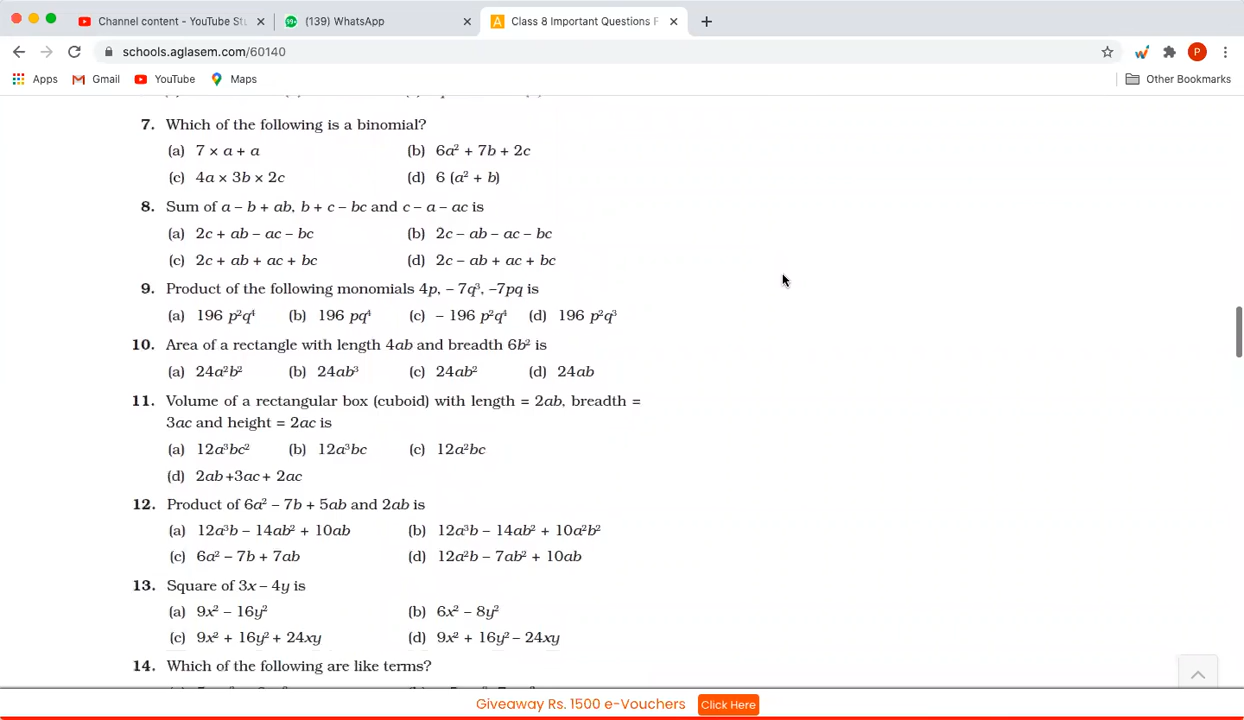 Channel content - YouTube Stu
(139) WhatsApp
Class 8 Important Questions F
schools.aglasem.com/60140
P
Apps Gmail YouTube Maps Other Bookmarks
7. Which of the following is a binomial?
(a) 7 × a + a (b) 6a² + 7b + 2c
(c) 4a × 3b × 2c (d) 6 (a² + b)
8. Sum of a – b + ab, b + c – bc and c – a – ac is
(a) 2c + ab – ac – bc (b) 2c – ab – ac – bc
(c) 2c + ab + ac + bc (d) 2c – ab + ac + bc
9. Product of the following monomials 4p, – 7q³, –7pq is
(a) 196 p²q⁴ (b) 196 pq⁴ (c) – 196 p²q⁴ (d) 196 p²q³
10. Area of a rectangle with length 4ab and breadth 6b² is
(a) 24a²b² (b) 24ab³ (c) 24ab² (d) 24ab
11. Volume of a rectangular box (cuboid) with length = 2ab, breadth =
3ac and height = 2ac is
(a) 12a³bc² (b) 12a³bc (c) 12a²bc
(d) 2ab +3ac + 2ac
12. Product of 6a² – 7b + 5ab and 2ab is
(a) 12a³b – 14ab² + 10ab (b) 12a³b – 14ab² + 10a²b²
(c) 6a² – 7b + 7ab (d) 12a²b – 7ab² + 10ab
13. Square of 3x – 4y is
(a) 9x² – 16y² (b) 6x² – 8y²
(c) 9x² + 16y² + 24xy (d) 9x² + 16y² – 24xy
14. Which of the following are like terms?
Giveaway Rs. 1500 e-Vouchers Click Here